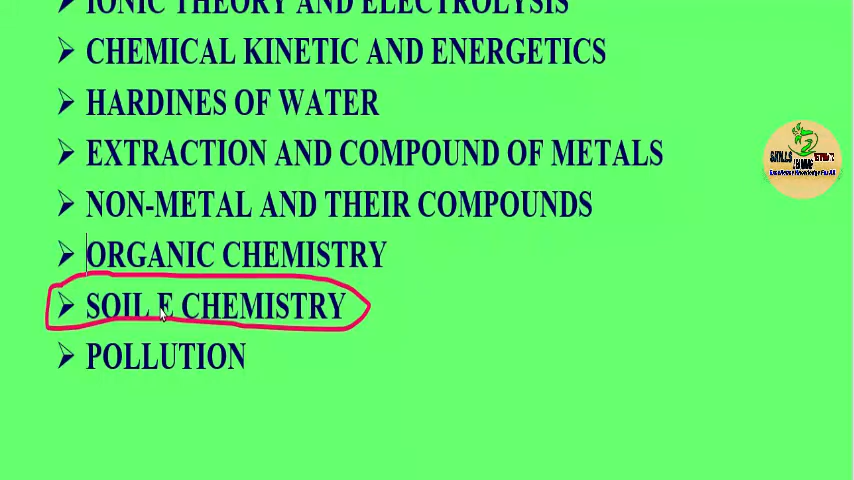 IONIC THEORY AND ELECTROLYSIS
CHEMICAL KINETIC AND ENERGETICS
HARDINES OF WATER
EXTRACTION AND COMPOUND OF METALS
NON-METAL AND THEIR COMPOUNDS
ORGANIC CHEMISTRY
SOIL E CHEMISTRY
POLLUTION
SKILLS